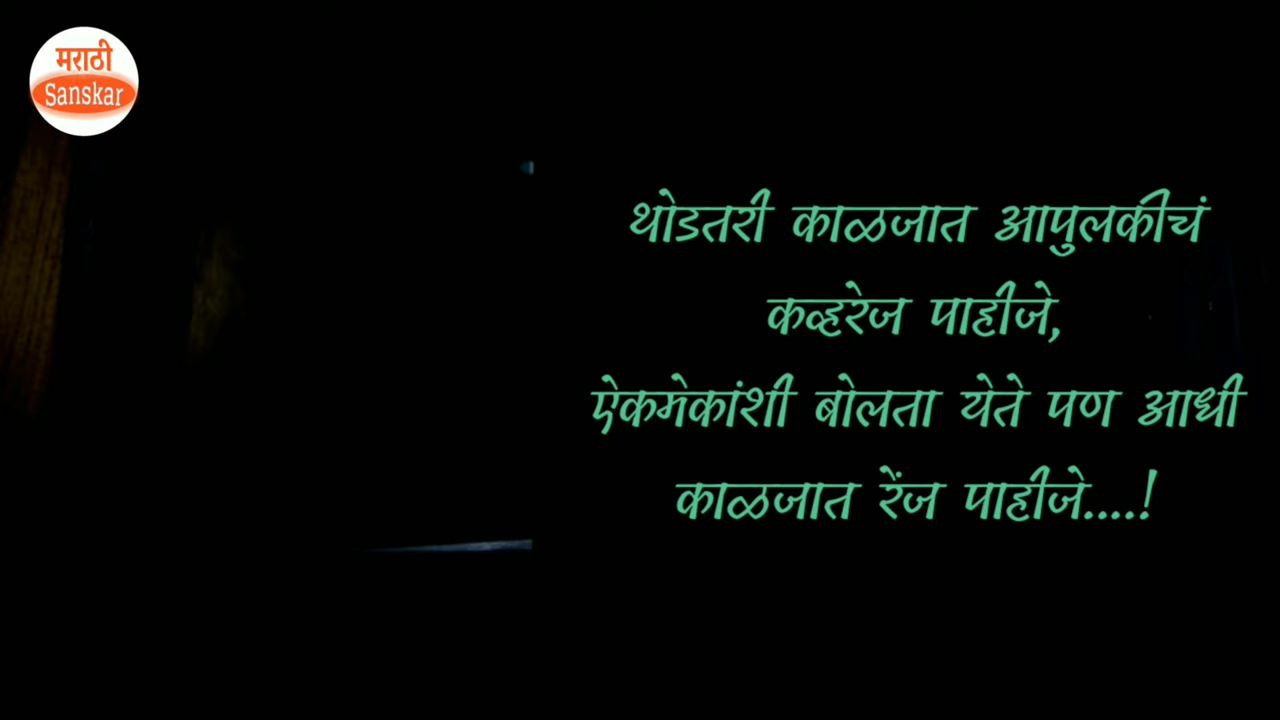 मराठी
Sanskar
थोडतरी काळजात आपुलकीचं
कव्हरेज पाहीजे,
ऐकमेकांशी बोलता येते पण आधी
काळजात रेंज पाहीजे....!